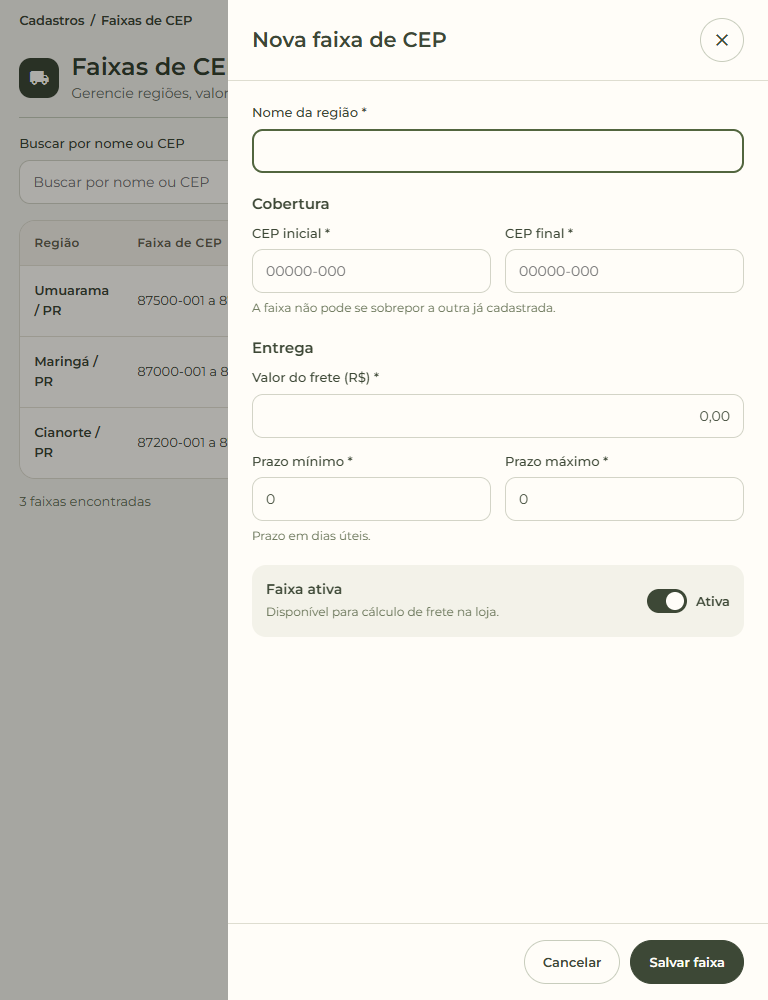 Cadastros / Faixas de CEP
Faixas de CE
Gerencie regiões, valor
Buscar por nome ou CEP
Buscar por nome ou CEP
Região Faixa de CEP
Umuarama
/ PR
87500-001 a 8
Maringá /
PR
87000-001 a 8
Cianorte /
PR
87200-001 a 8
3 faixas encontradas
Nova faixa de CEP
Nome da região *
Cobertura
CEP inicial * CEP final *
00000-000 00000-000
A faixa não pode se sobrepor a outra já cadastrada.
Entrega
Valor do frete (R$) *
0,00
Prazo mínimo * Prazo máximo *
0 0
Prazo em dias úteis.
Faixa ativa
Disponível para cálculo de frete na loja.
Ativa
Cancelar Salvar faixa